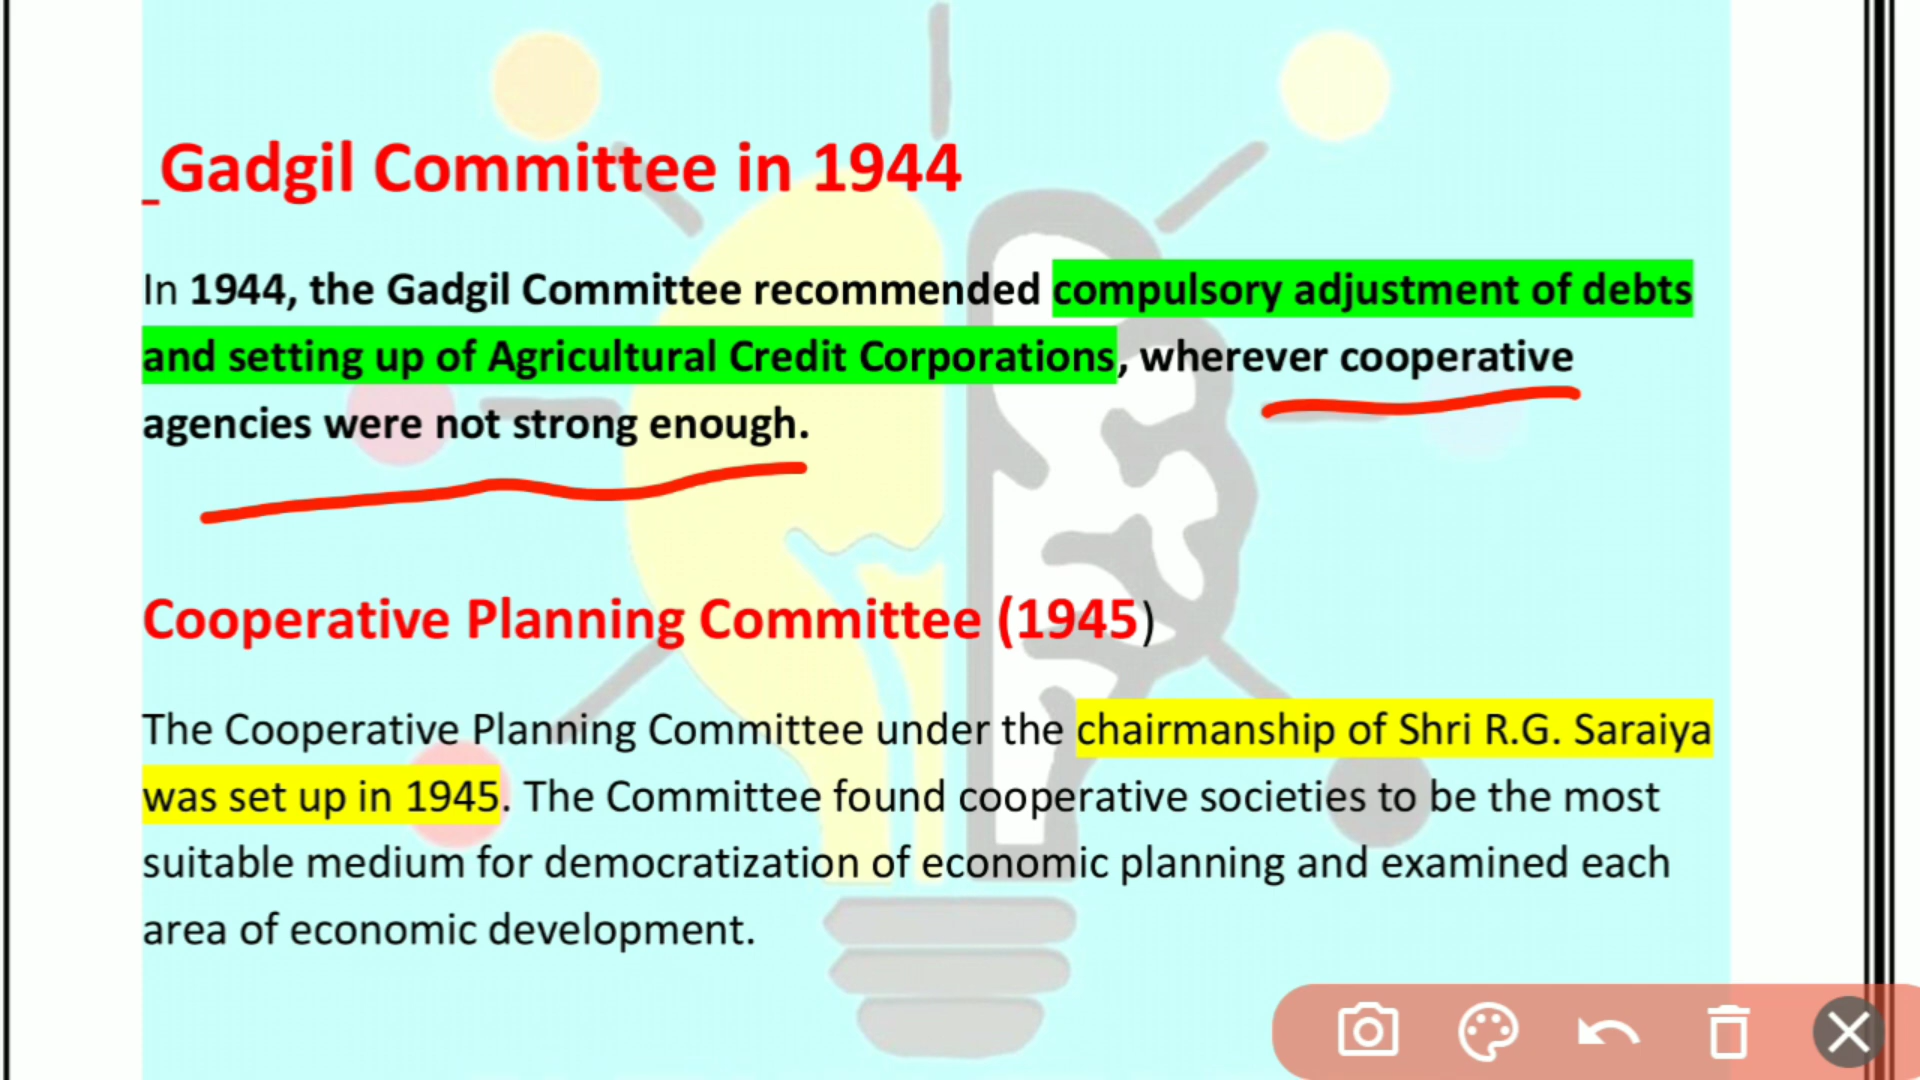 _Gadgil Committee in 1944
In 1944, the Gadgil Committee recommended compulsory adjustment of debts
and setting up of Agricultural Credit Corporations, wherever cooperative
agencies were not strong enough.
Cooperative Planning Committee (1945)
The Cooperative Planning Committee under the chairmanship of Shri R.G. Saraiya
was set up in 1945. The Committee found cooperative societies to be the most
suitable medium for democratization of economic planning and examined each
area of economic development.